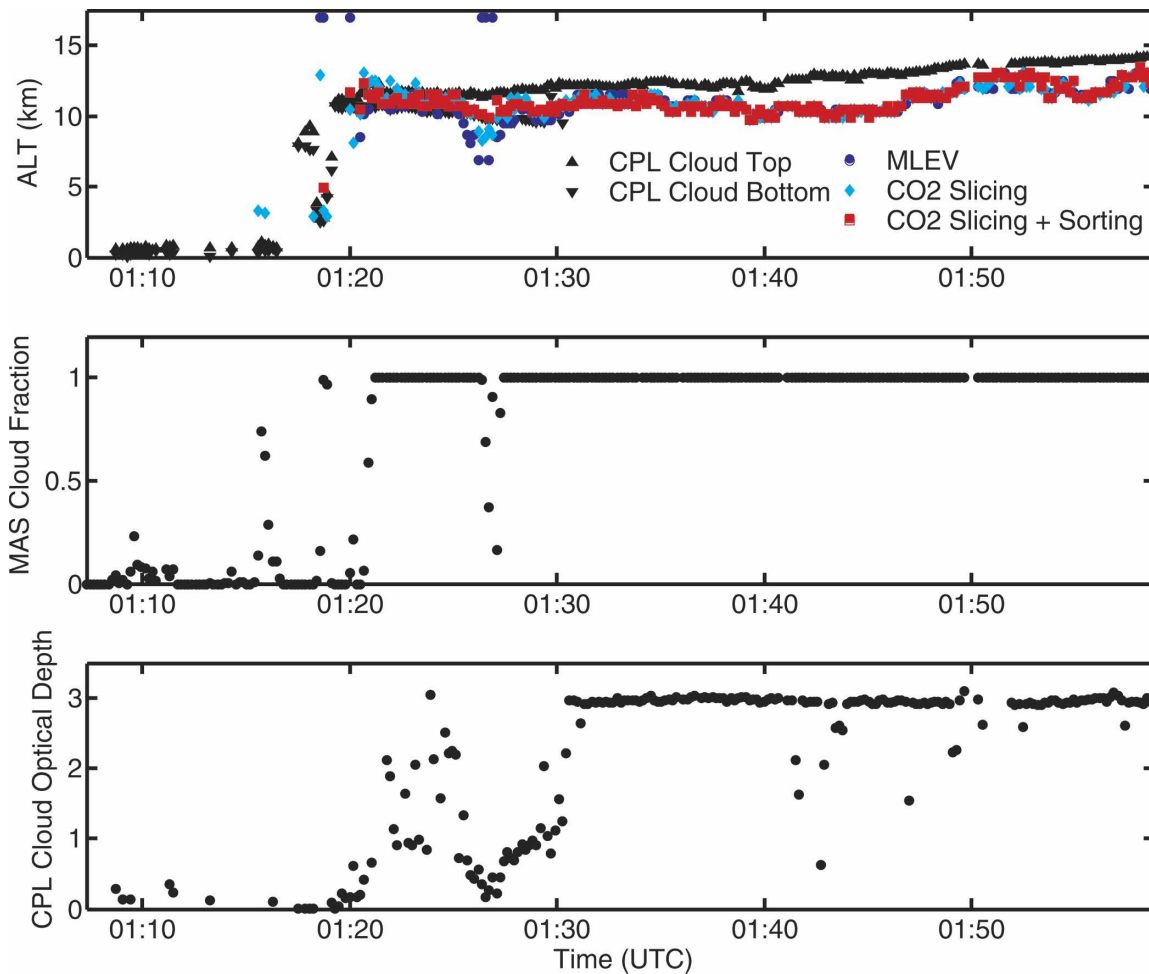 15
10
5
0
ALT (km)
CPL Cloud Top
CPL Cloud Bottom
MLEV
CO2 Slicing
CO2 Slicing + Sorting
01:10 01:20 01:30 01:40 01:50
1
0.5
0
MAS Cloud Fraction
01:10 01:20 01:30 01:40 01:50
3
2
1
0
CPL Cloud Optical Depth
01:10 01:20 01:30 01:40 01:50
Time (UTC)